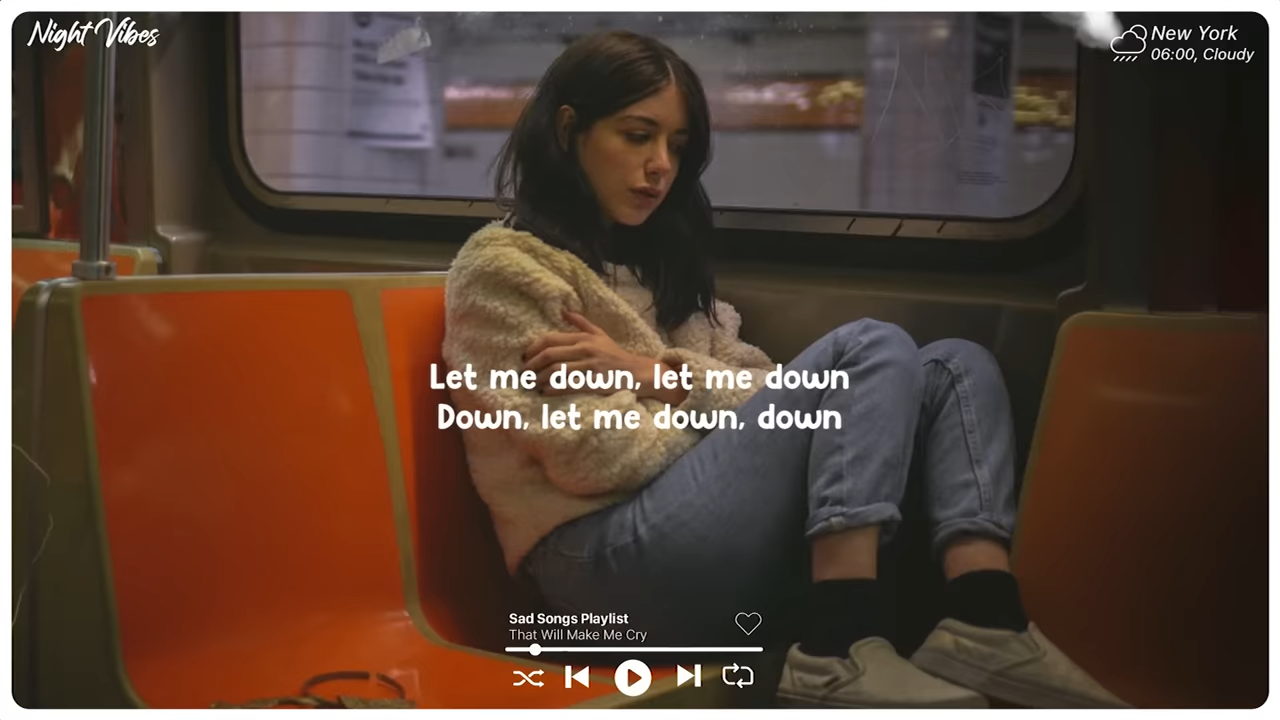 Night Vibes
New York
06:00, Cloudy
Let me down, let me down
Down, let me down, down
Sad Songs Playlist
That Will Make Me Cry